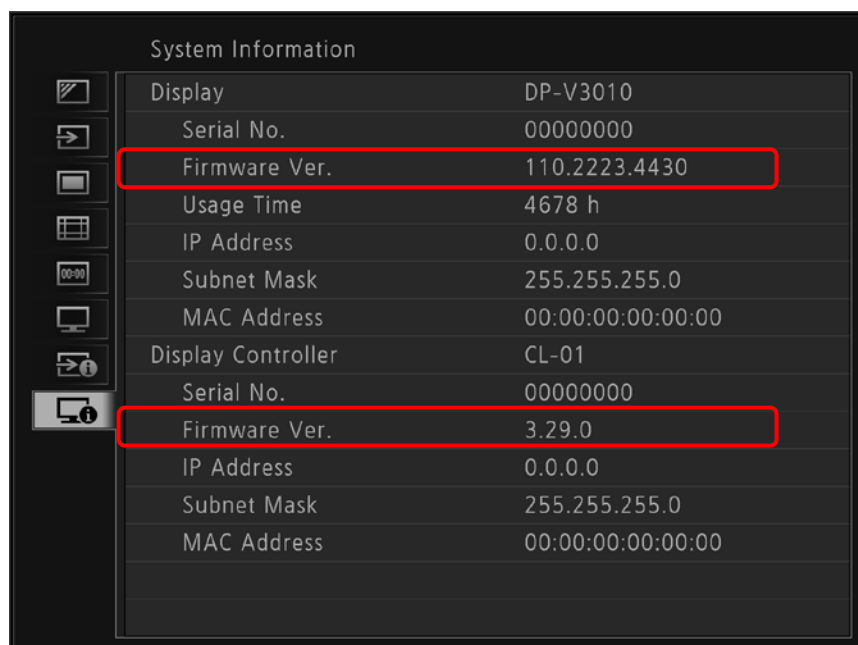 System Information
Display DP-V3010
Serial No. 00000000
Firmware Ver. 110.2223.4430
Usage Time 4678 h
IP Address 0.0.0.0
Subnet Mask 255.255.255.0
00:00
MAC Address 00:00:00:00:00:00
Display Controller CL-01
Serial No. 00000000
Firmware Ver. 3.29.0
IP Address 0.0.0.0
Subnet Mask 255.255.255.0
MAC Address 00:00:00:00:00:00